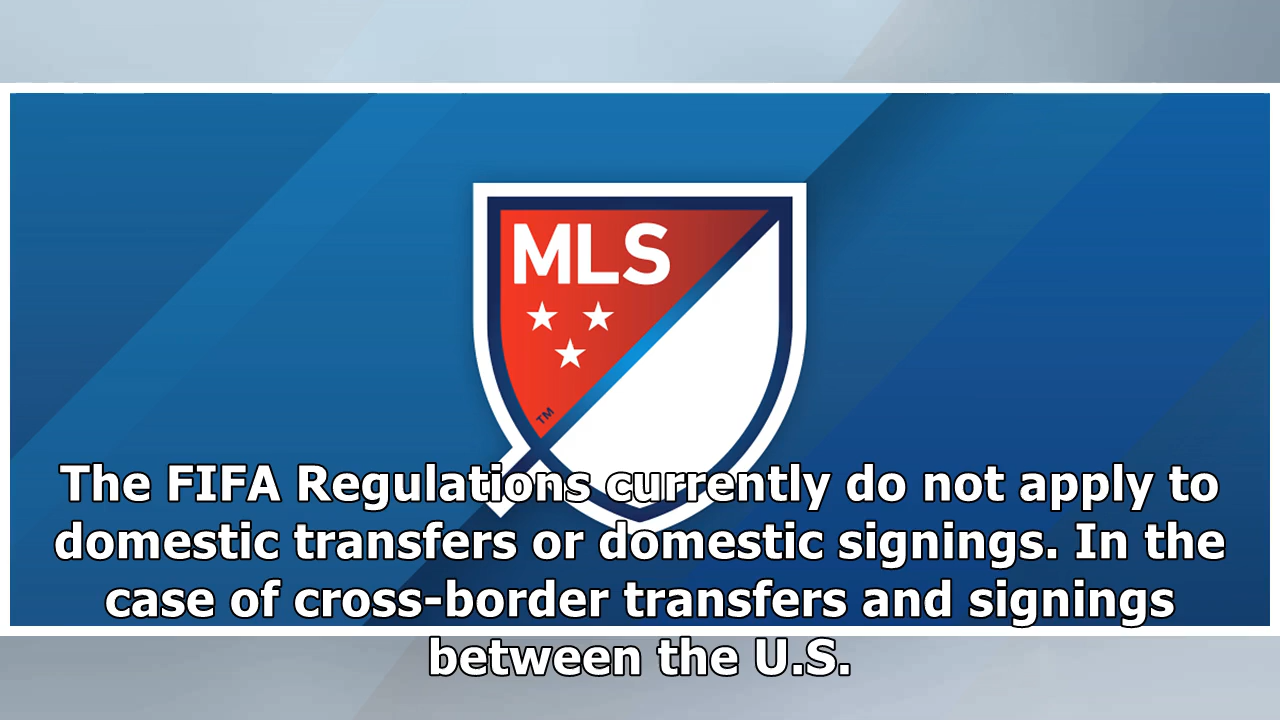 MLS
TM
The FIFA Regulations currently do not apply to
domestic transfers or domestic signings. In the
case of cross-border transfers and signings
between the U.S.